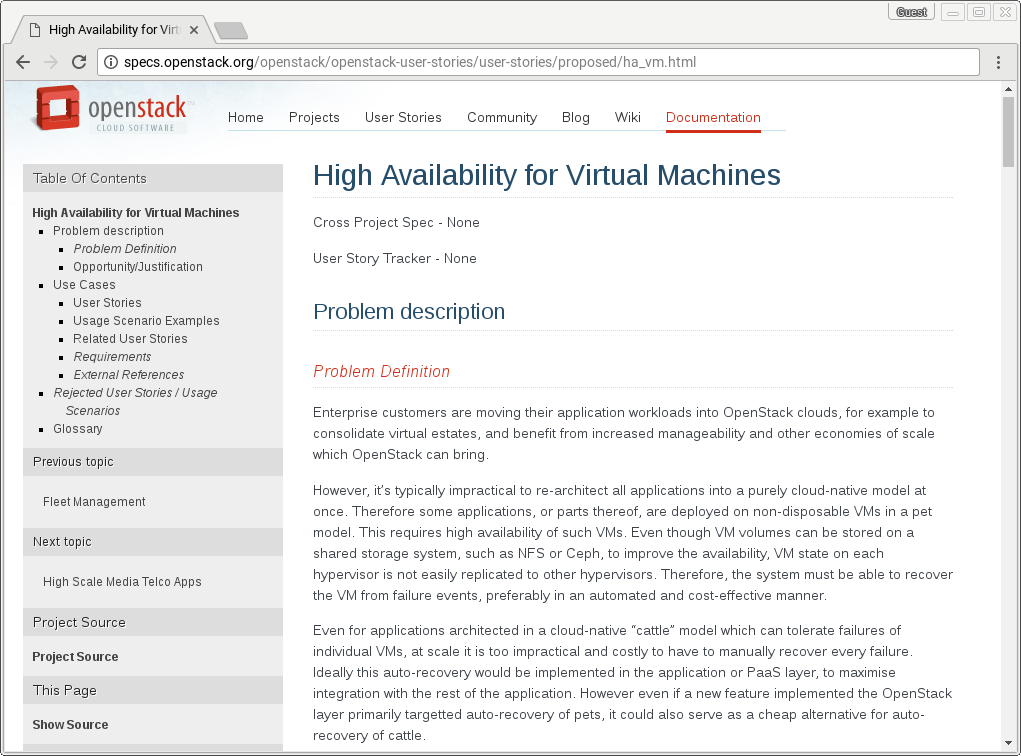 Guest
High Availability for Virt
specs.openstack.org/openstack/openstack-user-stories/user-stories/proposed/ha_vm.html
openstack
CLOUD SOFTWARE
Home Projects User Stories Community Blog Wiki Documentation
Table Of Contents
High Availability for Virtual Machines
Problem description
Problem Definition
Opportunity/Justification
Use Cases
User Stories
Usage Scenario Examples
Related User Stories
Requirements
External References
Rejected User Stories / Usage
Scenarios
Glossary
Previous topic
Fleet Management
Next topic
High Scale Media Telco Apps
Project Source
Project Source
This Page
Show Source
High Availability for Virtual Machines
Cross Project Spec - None
User Story Tracker - None
Problem description
Problem Definition
Enterprise customers are moving their application workloads into OpenStack clouds, for example to
consolidate virtual estates, and benefit from increased manageability and other economies of scale
which OpenStack can bring.
However, it’s typically impractical to re-architect all applications into a purely cloud-native model at
once. Therefore some applications, or parts thereof, are deployed on non-disposable VMs in a pet
model. This requires high availability of such VMs. Even though VM volumes can be stored on a
shared storage system, such as NFS or Ceph, to improve the availability, VM state on each
hypervisor is not easily replicated to other hypervisors. Therefore, the system must be able to recover
the VM from failure events, preferably in an automated and cost-effective manner.
Even for applications architected in a cloud-native “cattle” model which can tolerate failures of
individual VMs, at scale it is too impractical and costly to have to manually recover every failure.
Ideally this auto-recovery would be implemented in the application or PaaS layer, to maximise
integration with the rest of the application. However even if a new feature implemented the OpenStack
layer primarily targetted auto-recovery of pets, it could also serve as a cheap alternative for auto-
recovery of cattle.